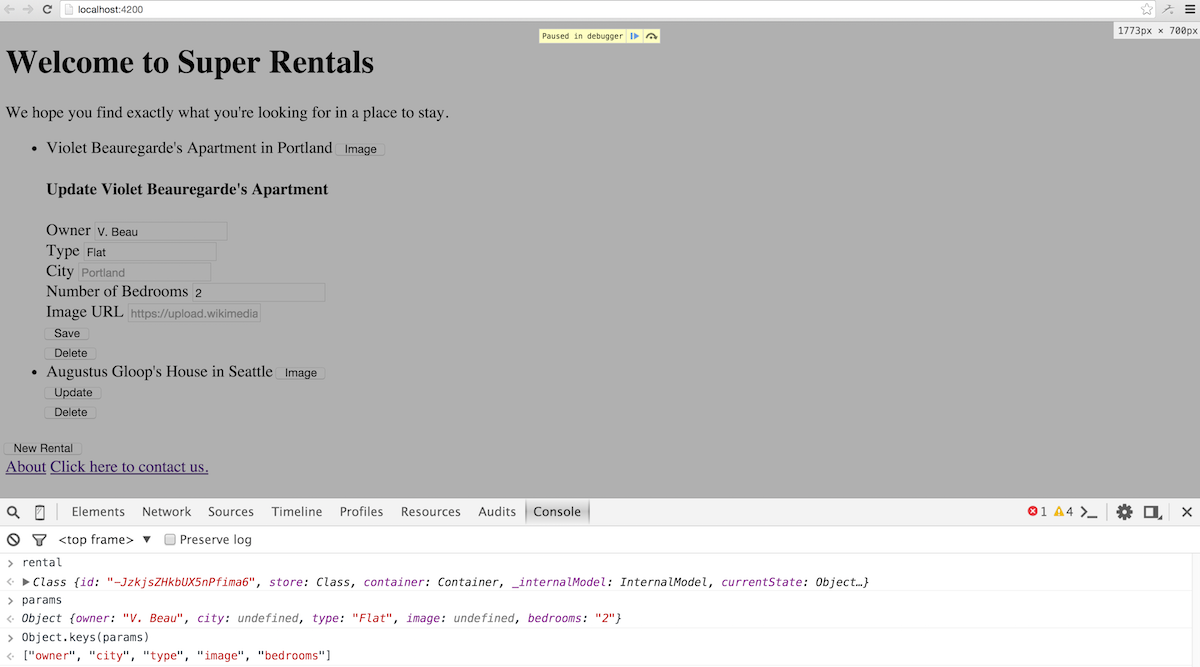 localhost:4200
Paused in debugger
1773px × 700px
Welcome to Super Rentals
We hope you find exactly what you're looking for in a place to stay.
• Violet Beauregarde's Apartment in Portland Image
Update Violet Beauregarde's Apartment
Owner V. Beau
Type Flat
City Portland
Number of Bedrooms 2
Image URL https://upload.wikimedia
Save
Delete
• Augustus Gloop's House in Seattle Image
Update
Delete
New Rental
About Click here to contact us.
Elements Network Sources Timeline Profiles Resources Audits Console 1 4
<top frame> ▼ Preserve log
> rental
<· ▶ Class {id: "-JzkjsZHkbUX5nPfima6", store: Class, container: Container, _internalModel: InternalModel, currentState: Object…}
> params
<· Object {owner: "V. Beau", city: undefined, type: "Flat", image: undefined, bedrooms: "2"}
> Object.keys(params)
<· ["owner", "city", "type", "image", "bedrooms"]